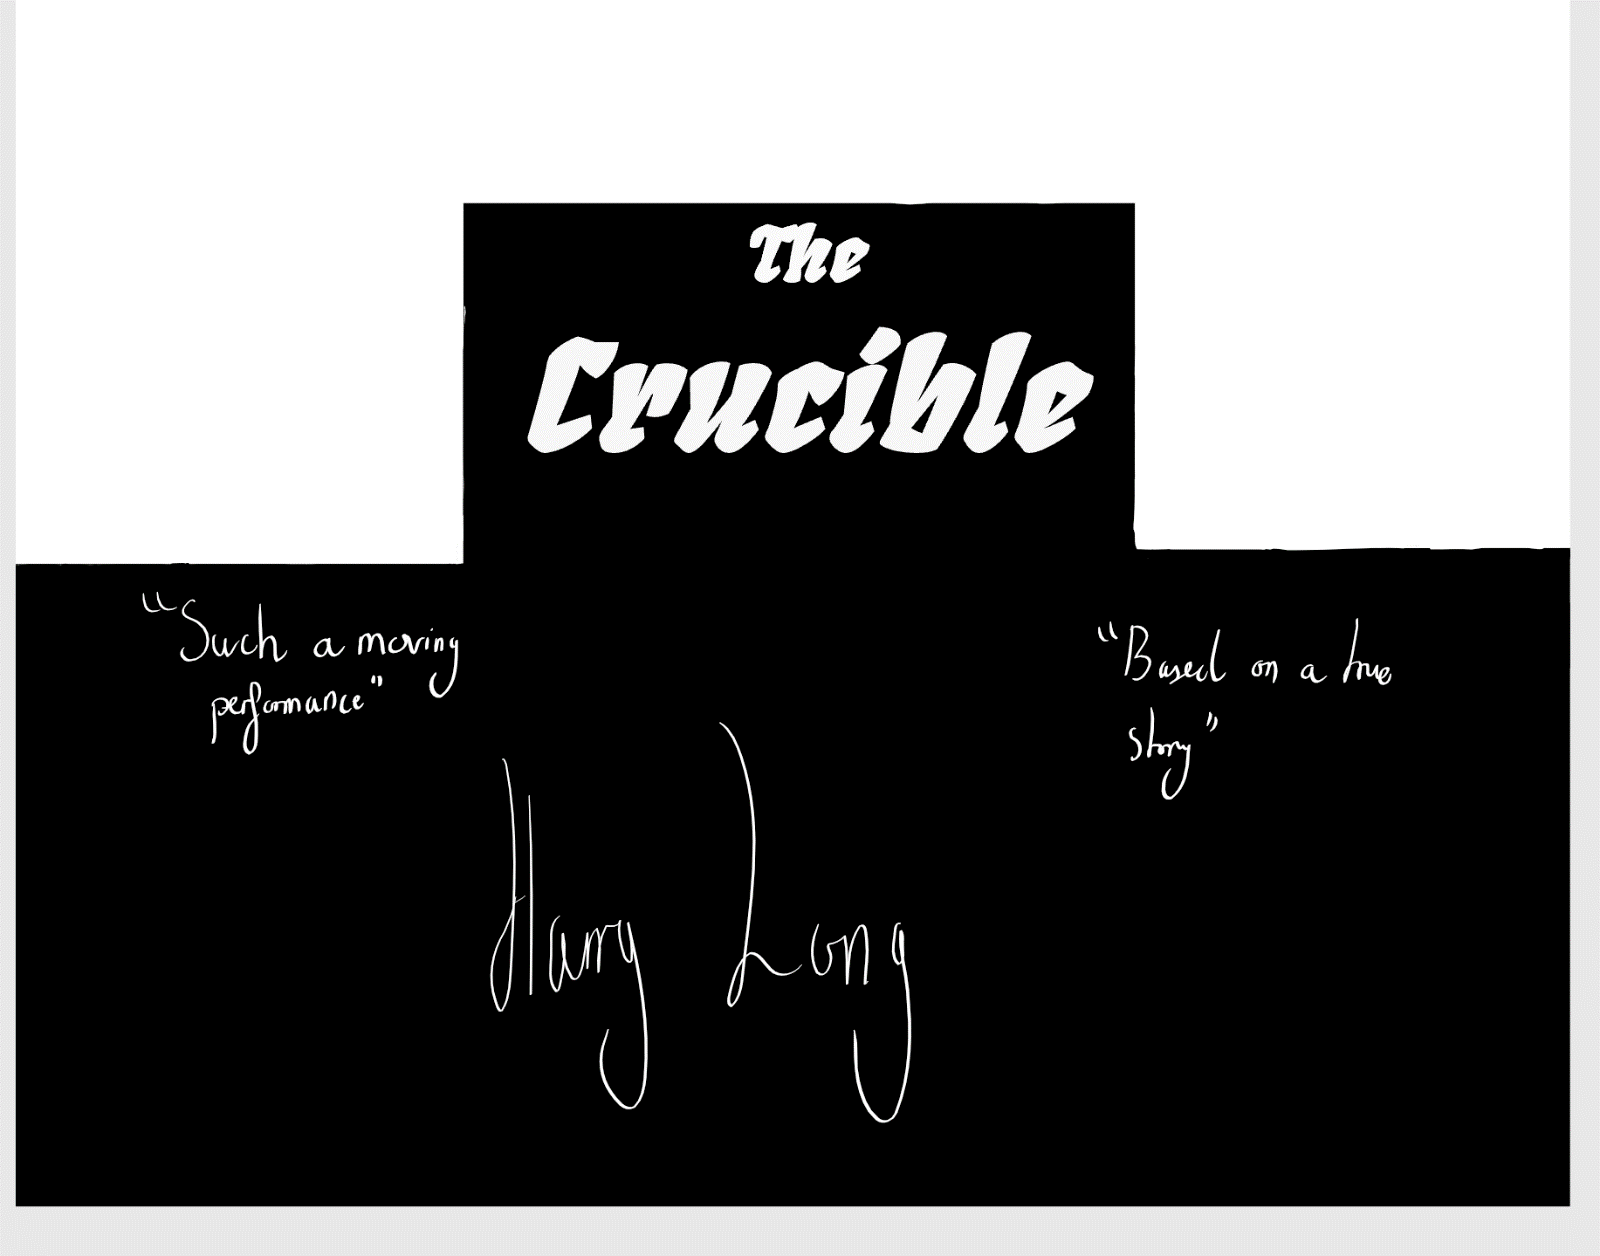 The
Crucible
“Such a moving
performance”
“Based on a true
story”
Harry Long